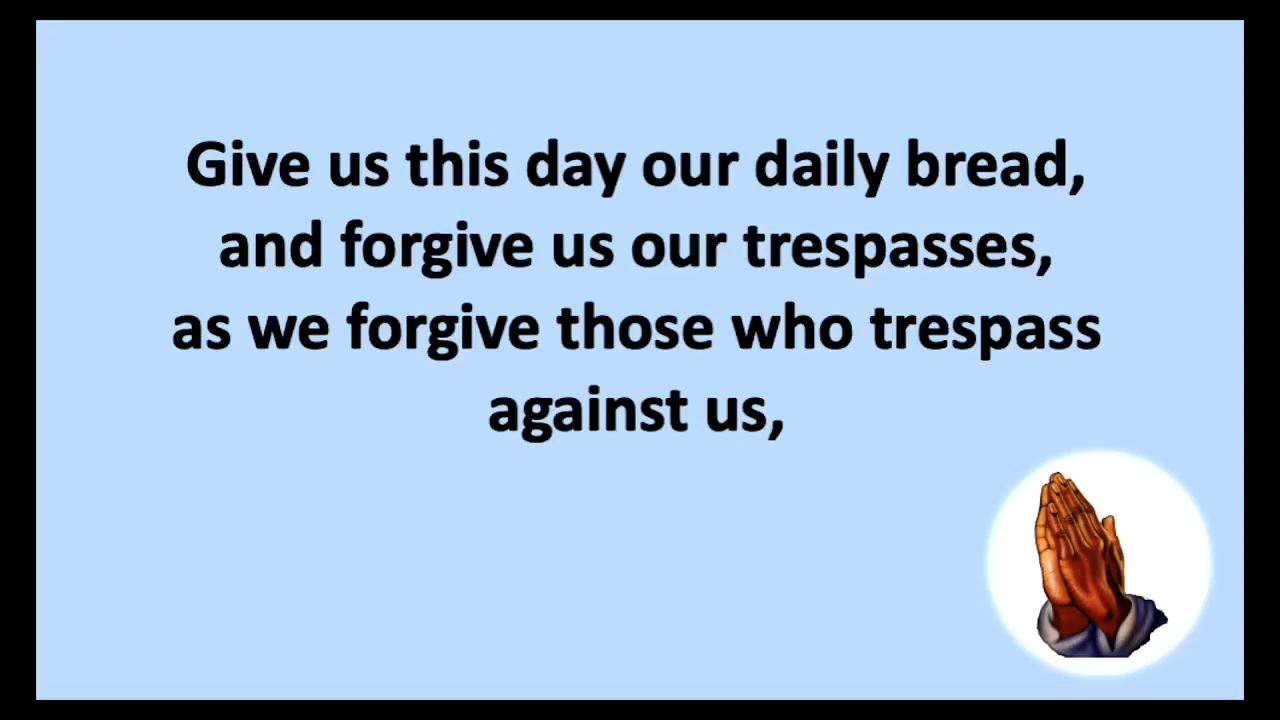 Give us this day our daily bread,
and forgive us our trespasses,
as we forgive those who trespass
against us,